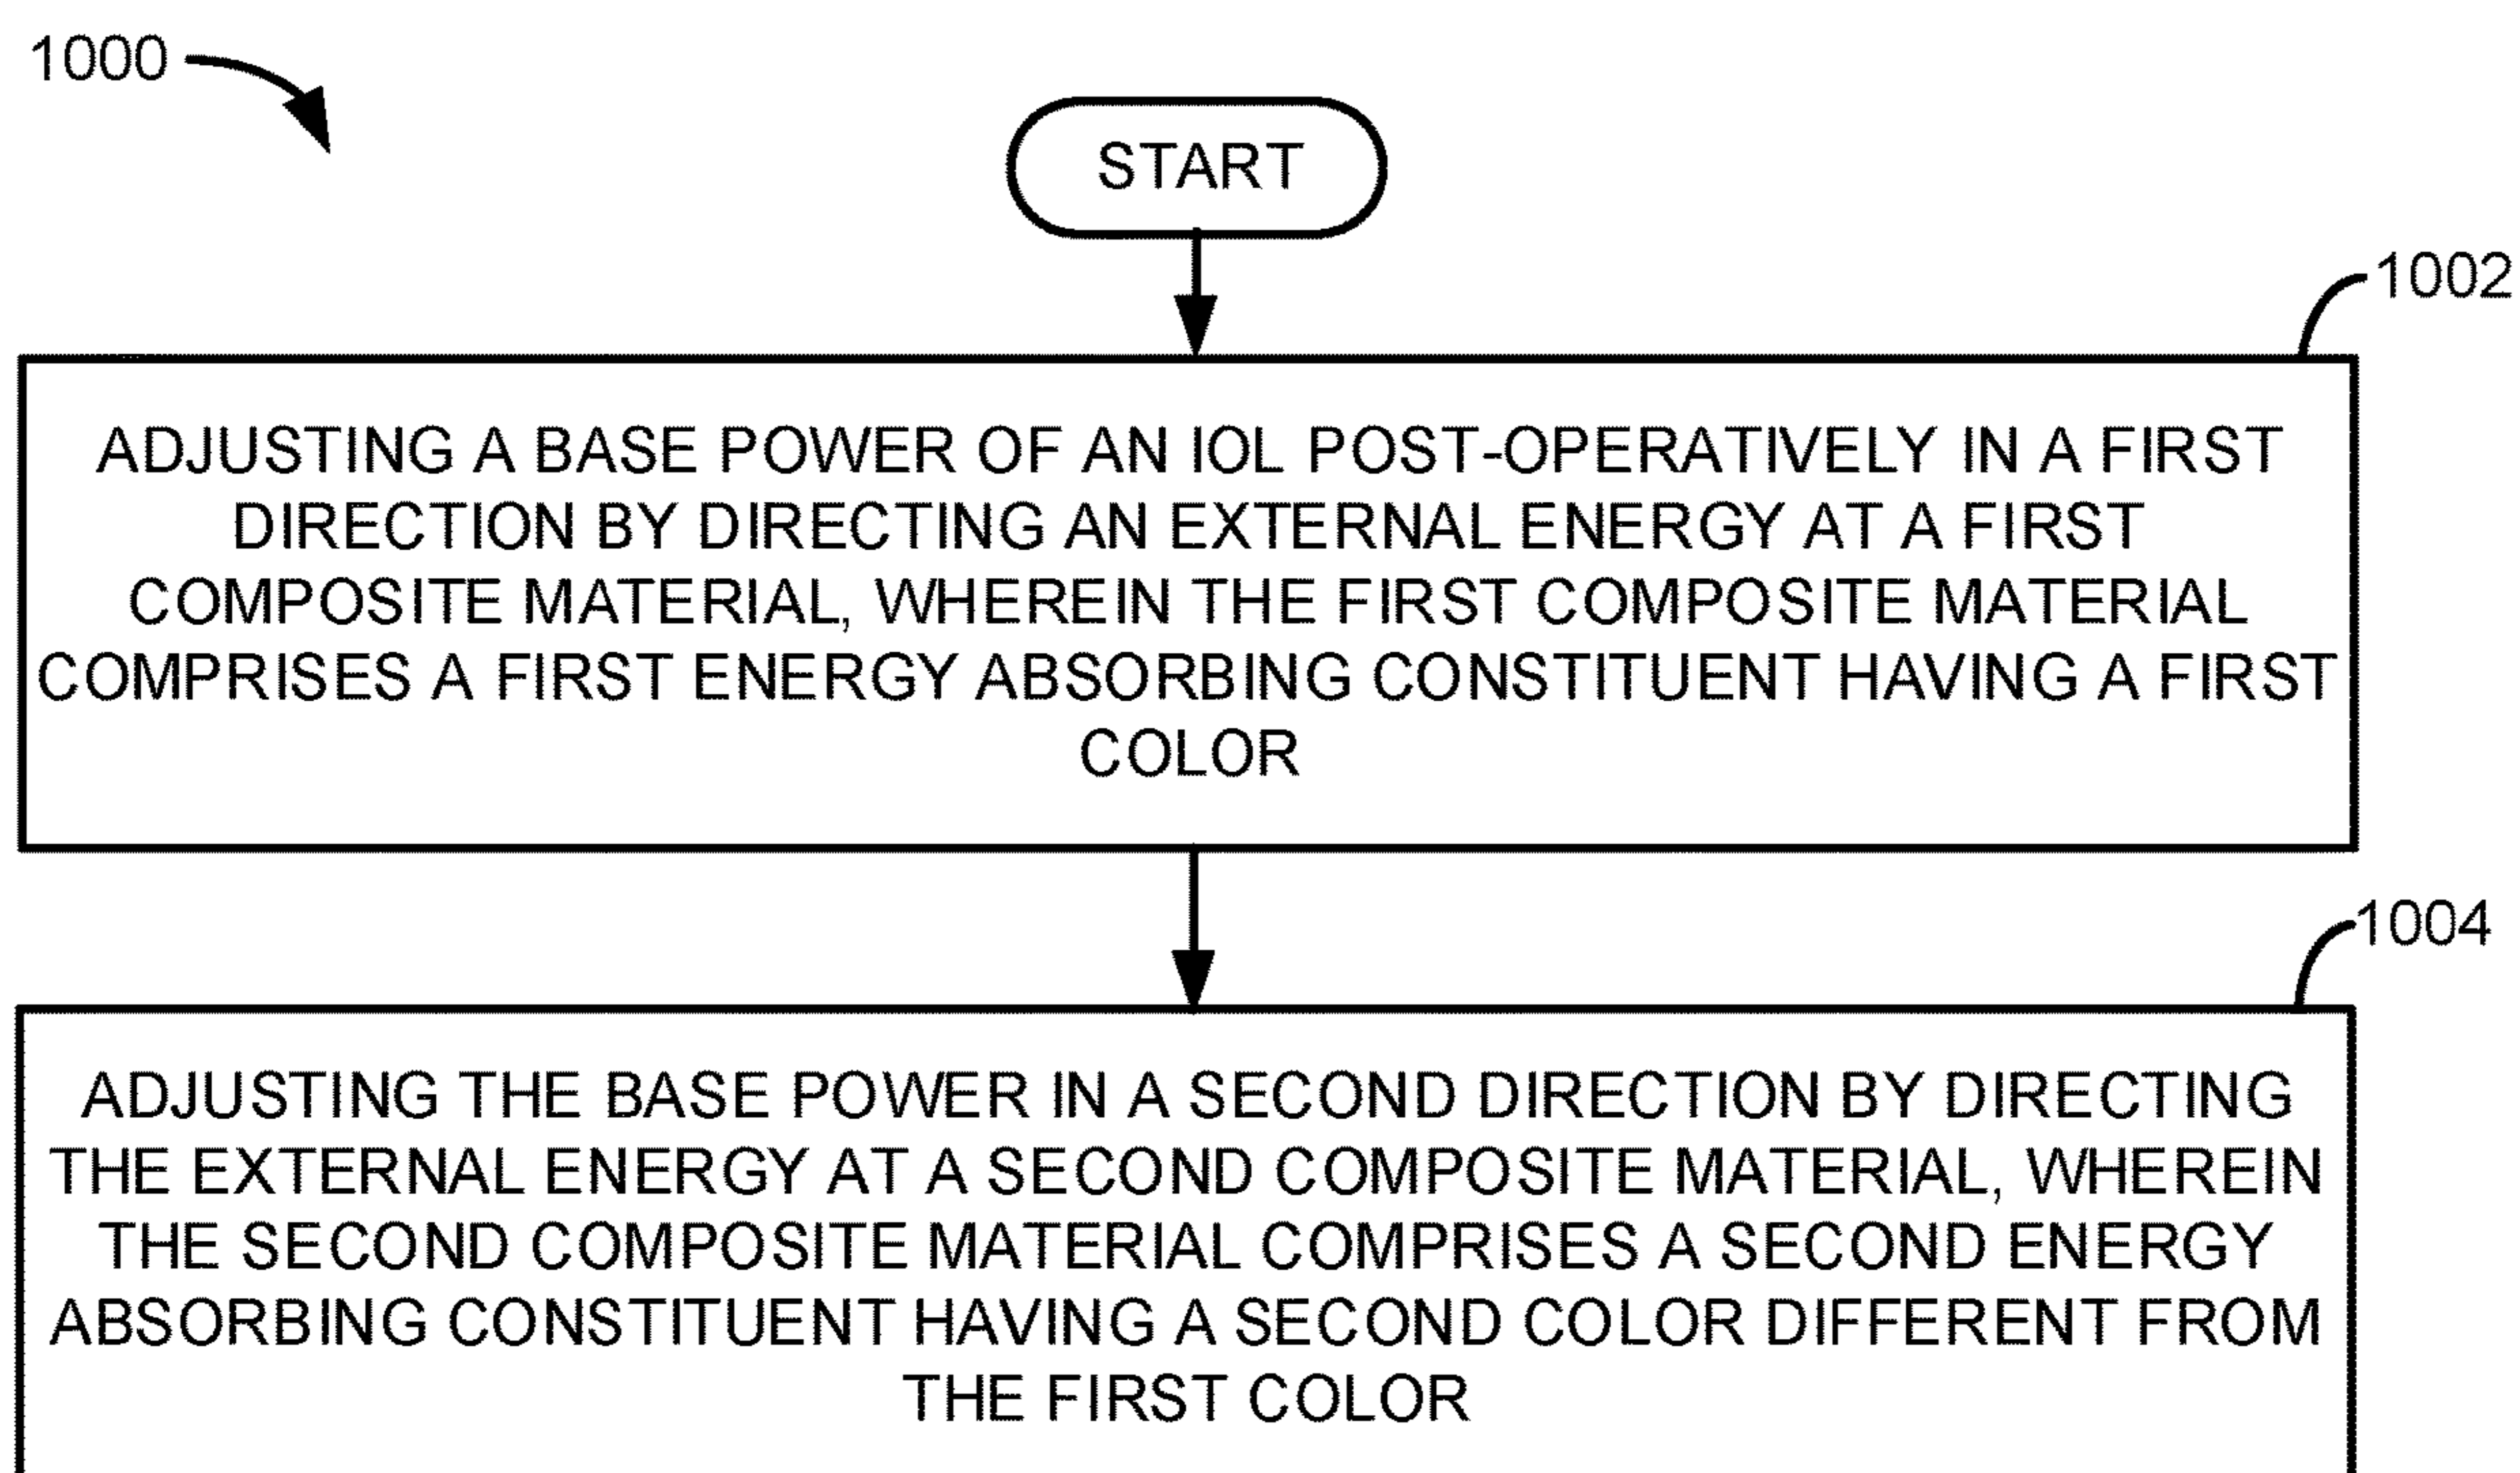 1000
START
1002
ADJUSTING A BASE POWER OF AN IOL POST-OPERATIVELY IN A FIRST
DIRECTION BY DIRECTING AN EXTERNAL ENERGY AT A FIRST
COMPOSITE MATERIAL, WHEREIN THE FIRST COMPOSITE MATERIAL
COMPRISES A FIRST ENERGY ABSORBING CONSTITUENT HAVING A FIRST
COLOR
1004
ADJUSTING THE BASE POWER IN A SECOND DIRECTION BY DIRECTING
THE EXTERNAL ENERGY AT A SECOND COMPOSITE MATERIAL, WHEREIN
THE SECOND COMPOSITE MATERIAL COMPRISES A SECOND ENERGY
ABSORBING CONSTITUENT HAVING A SECOND COLOR DIFFERENT FROM
THE FIRST COLOR